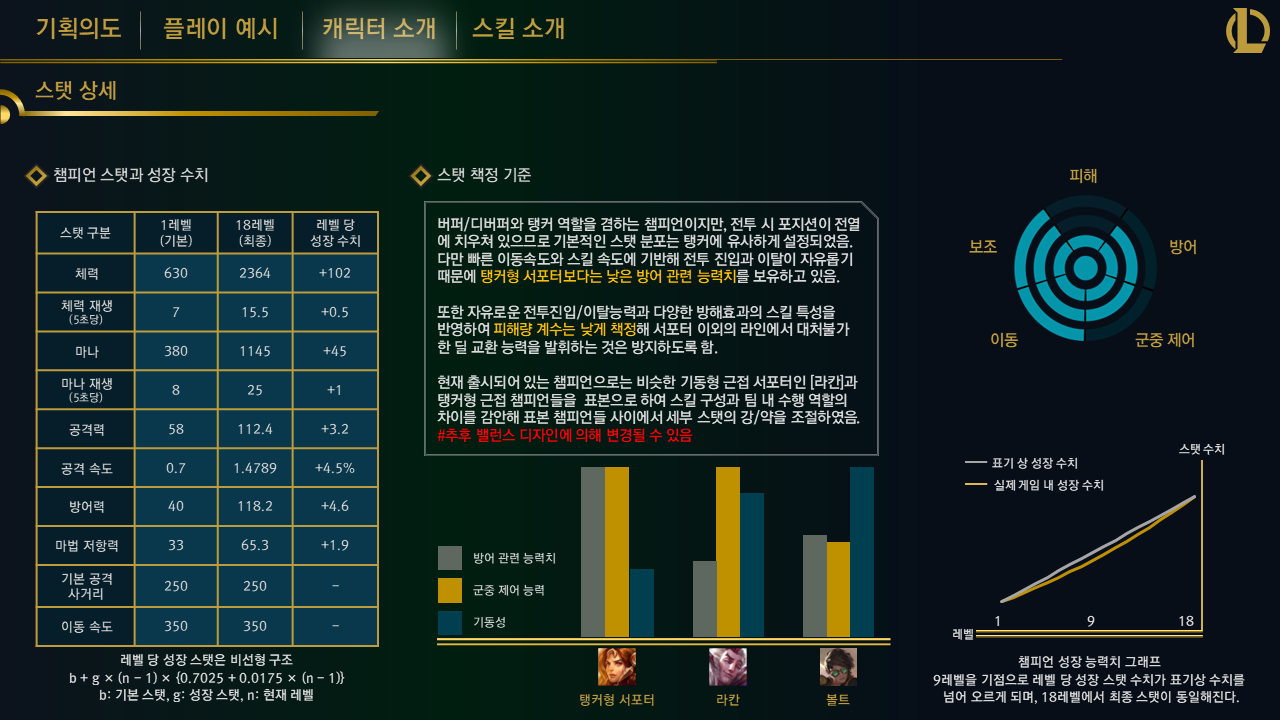 기획의도 플레이 예시 캐릭터 소개 스킬 소개
스탯 상세
챔피언 스탯과 성장 수치
스탯 구분 1레벨 (기본) 18레벨 (최종) 레벨 당 성장 수치
체력 630 2364 +102
체력 재생 (5초당) 7 15.5 +0.5
마나 380 1145 +45
마나 재생 (5초당) 8 25 +1
공격력 58 112.4 +3.2
공격 속도 0.7 1.4789 +4.5%
방어력 40 118.2 +4.6
마법 저항력 33 65.3 +1.9
기본 공격 사거리 250 250 –
이동 속도 350 350 –
레벨 당 성장 스탯은 비선형 구조
b + g × (n – 1) × {0.7025 + 0.0175 × (n – 1)}
b: 기본 스탯, g: 성장 스탯, n: 현재 레벨
스탯 책정 기준
버퍼/디버퍼와 탱커 역할을 겸하는 챔피언이지만, 전투 시 포지션이 전열
에 치우쳐 있으므로 기본적인 스탯 분포는 탱커에 유사하게 설정되었음.
다만 빠른 이동속도와 스킬 속도에 기반해 전투 진입과 이탈이 자유롭기
때문에 탱커형 서포터보다는 낮은 방어 관련 능력치를 보유하고 있음.
또한 자유로운 전투진입/이탈능력과 다양한 방해효과의 스킬 특성을
반영하여 피해량 계수는 낮게 책정해 서포터 이외의 라인에서 대처불가
한 딜 교환 능력을 발휘하는 것은 방지하도록 함.
현재 출시되어 있는 챔피언으로는 비슷한 기동형 근접 서포터인 [라칸]과
탱커형 근접 챔피언들을 표본으로 하여 스킬 구성과 팀 내 수행 역할의
차이를 감안해 표본 챔피언들 사이에서 세부 스탯의 강/약을 조절하였음.
#추후 밸런스 디자인에 의해 변경될 수 있음
방어 관련 능력치
군중 제어 능력
기동성
탱커형 서포터 라칸 볼트
피해
보조 방어
이동 군중 제어
스탯 수치
표기 상 성장 수치
실제 게임 내 성장 수치
1 9 18
레벨
챔피언 성장 능력치 그래프
9레벨을 기점으로 레벨 당 성장 스탯 수치가 표기상 수치를
넘어 오르게 되며, 18레벨에서 최종 스탯이 동일해진다.